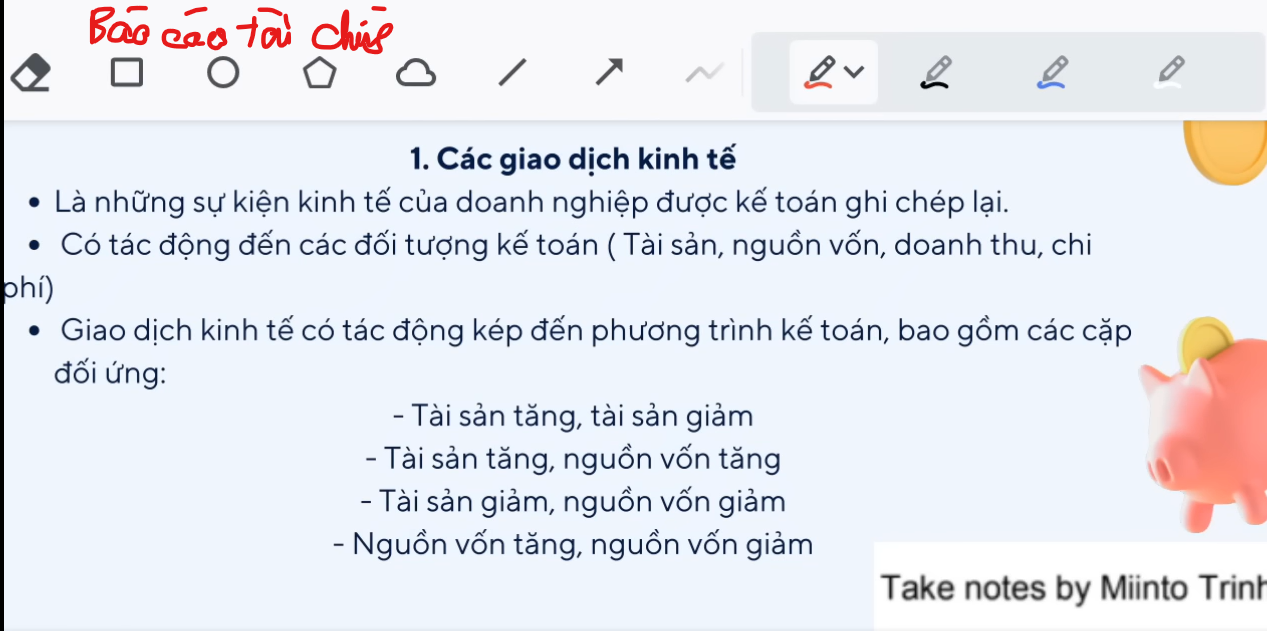 Báo cáo tài chính
1. Các giao dịch kinh tế
• Là những sự kiện kinh tế của doanh nghiệp được kế toán ghi chép lại.
• Có tác động đến các đối tượng kế toán ( Tài sản, nguồn vốn, doanh thu, chi
phí)
• Giao dịch kinh tế có tác động kép đến phương trình kế toán, bao gồm các cặp
đối ứng:
- Tài sản tăng, tài sản giảm
- Tài sản tăng, nguồn vốn tăng
- Tài sản giảm, nguồn vốn giảm
- Nguồn vốn tăng, nguồn vốn giảm
Take notes by Miinto Trinh